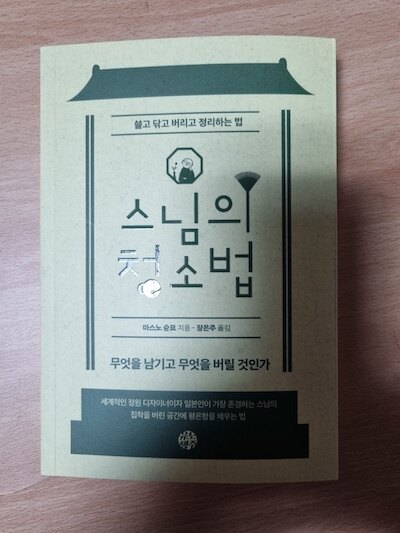 쓸고 닦고 버리고 정리하는 법
스님의
청소법
마스노 슌묘 지음 · 장은주 옮김
무엇을 남기고 무엇을 버릴 것인가
세계적인 정원 디자이너이자 일본인이 가장 존경하는 스님의
집착을 버린 공간에 평온함을 채우는 법